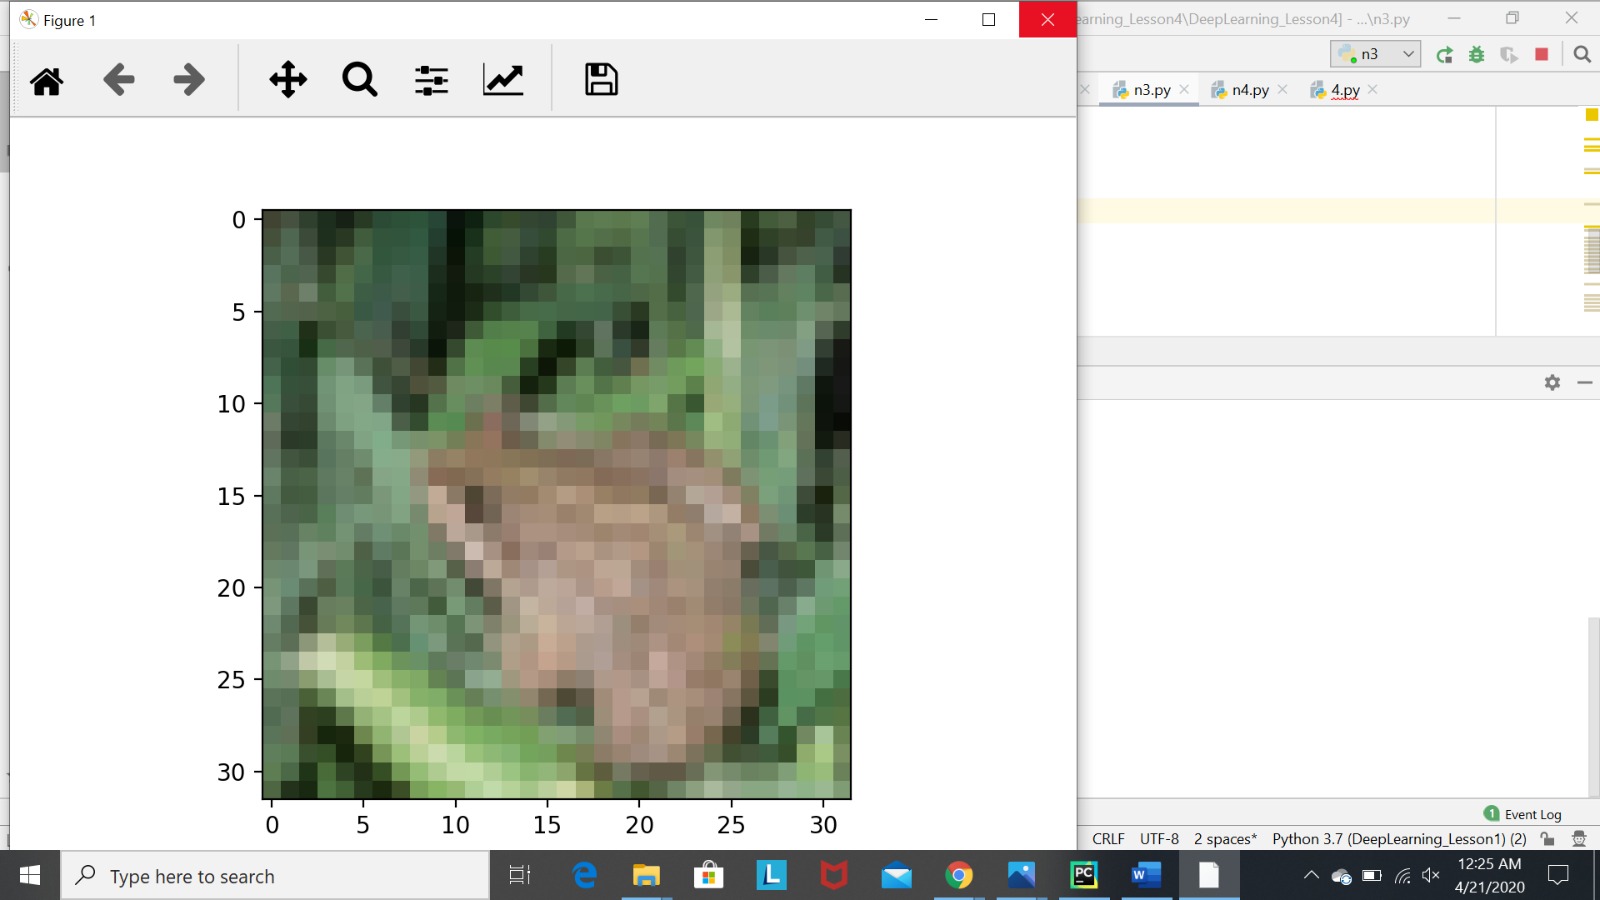 Figure 1
earning_Lesson4\DeepLearning_Lesson4] - ...\n3.py
n3
n3.py
n4.py
4.py
0
5
10
15
20
25
30
0 5 10 15 20 25 30
1 Event Log
CRLF UTF-8 2 spaces* Python 3.7 (DeepLearning_Lesson1) (2)
Type here to search
L
PC
W
12:25 AM
4/21/2020